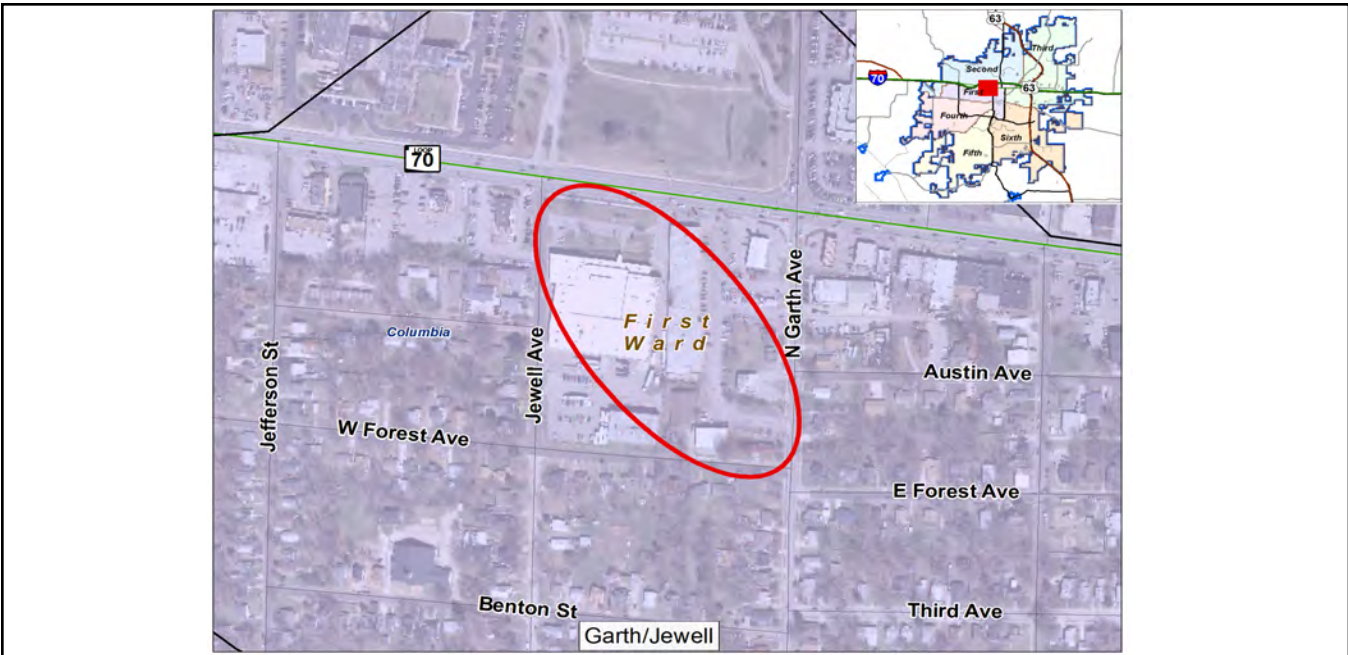 63
Third
Second
70
63
First
Fourth
Sixth
Fifth
LOOP
70
First
Ward
Columbia
N Garth Ave
Jewell Ave
Jefferson St
Austin Ave
W Forest Ave
E Forest Ave
Benton St
Third Ave
Garth/Jewell